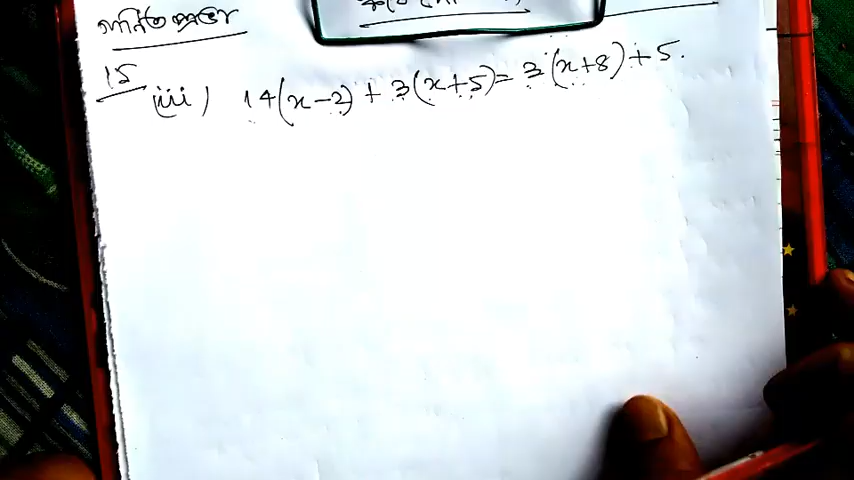 গণিত প্রভা
15
(iii) 14(x-2) + 3(x+5) = 3(x+8) + 5.